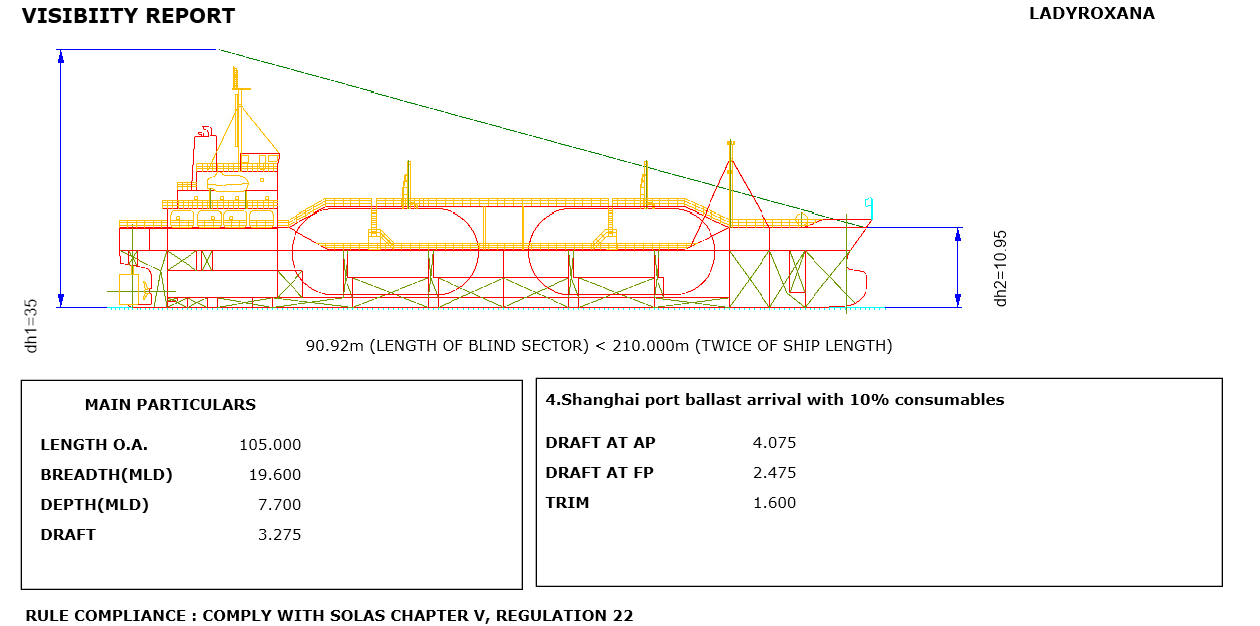 VISIBIITY REPORT
LADYROXANA
dh1=35
dh2=10.95
90.92m (LENGTH OF BLIND SECTOR) < 210.000m (TWICE OF SHIP LENGTH)
MAIN PARTICULARS
LENGTH O.A. 105.000
BREADTH(MLD) 19.600
DEPTH(MLD) 7.700
DRAFT 3.275
4.Shanghai port ballast arrival with 10% consumables
DRAFT AT AP 4.075
DRAFT AT FP 2.475
TRIM 1.600
RULE COMPLIANCE : COMPLY WITH SOLAS CHAPTER V, REGULATION 22